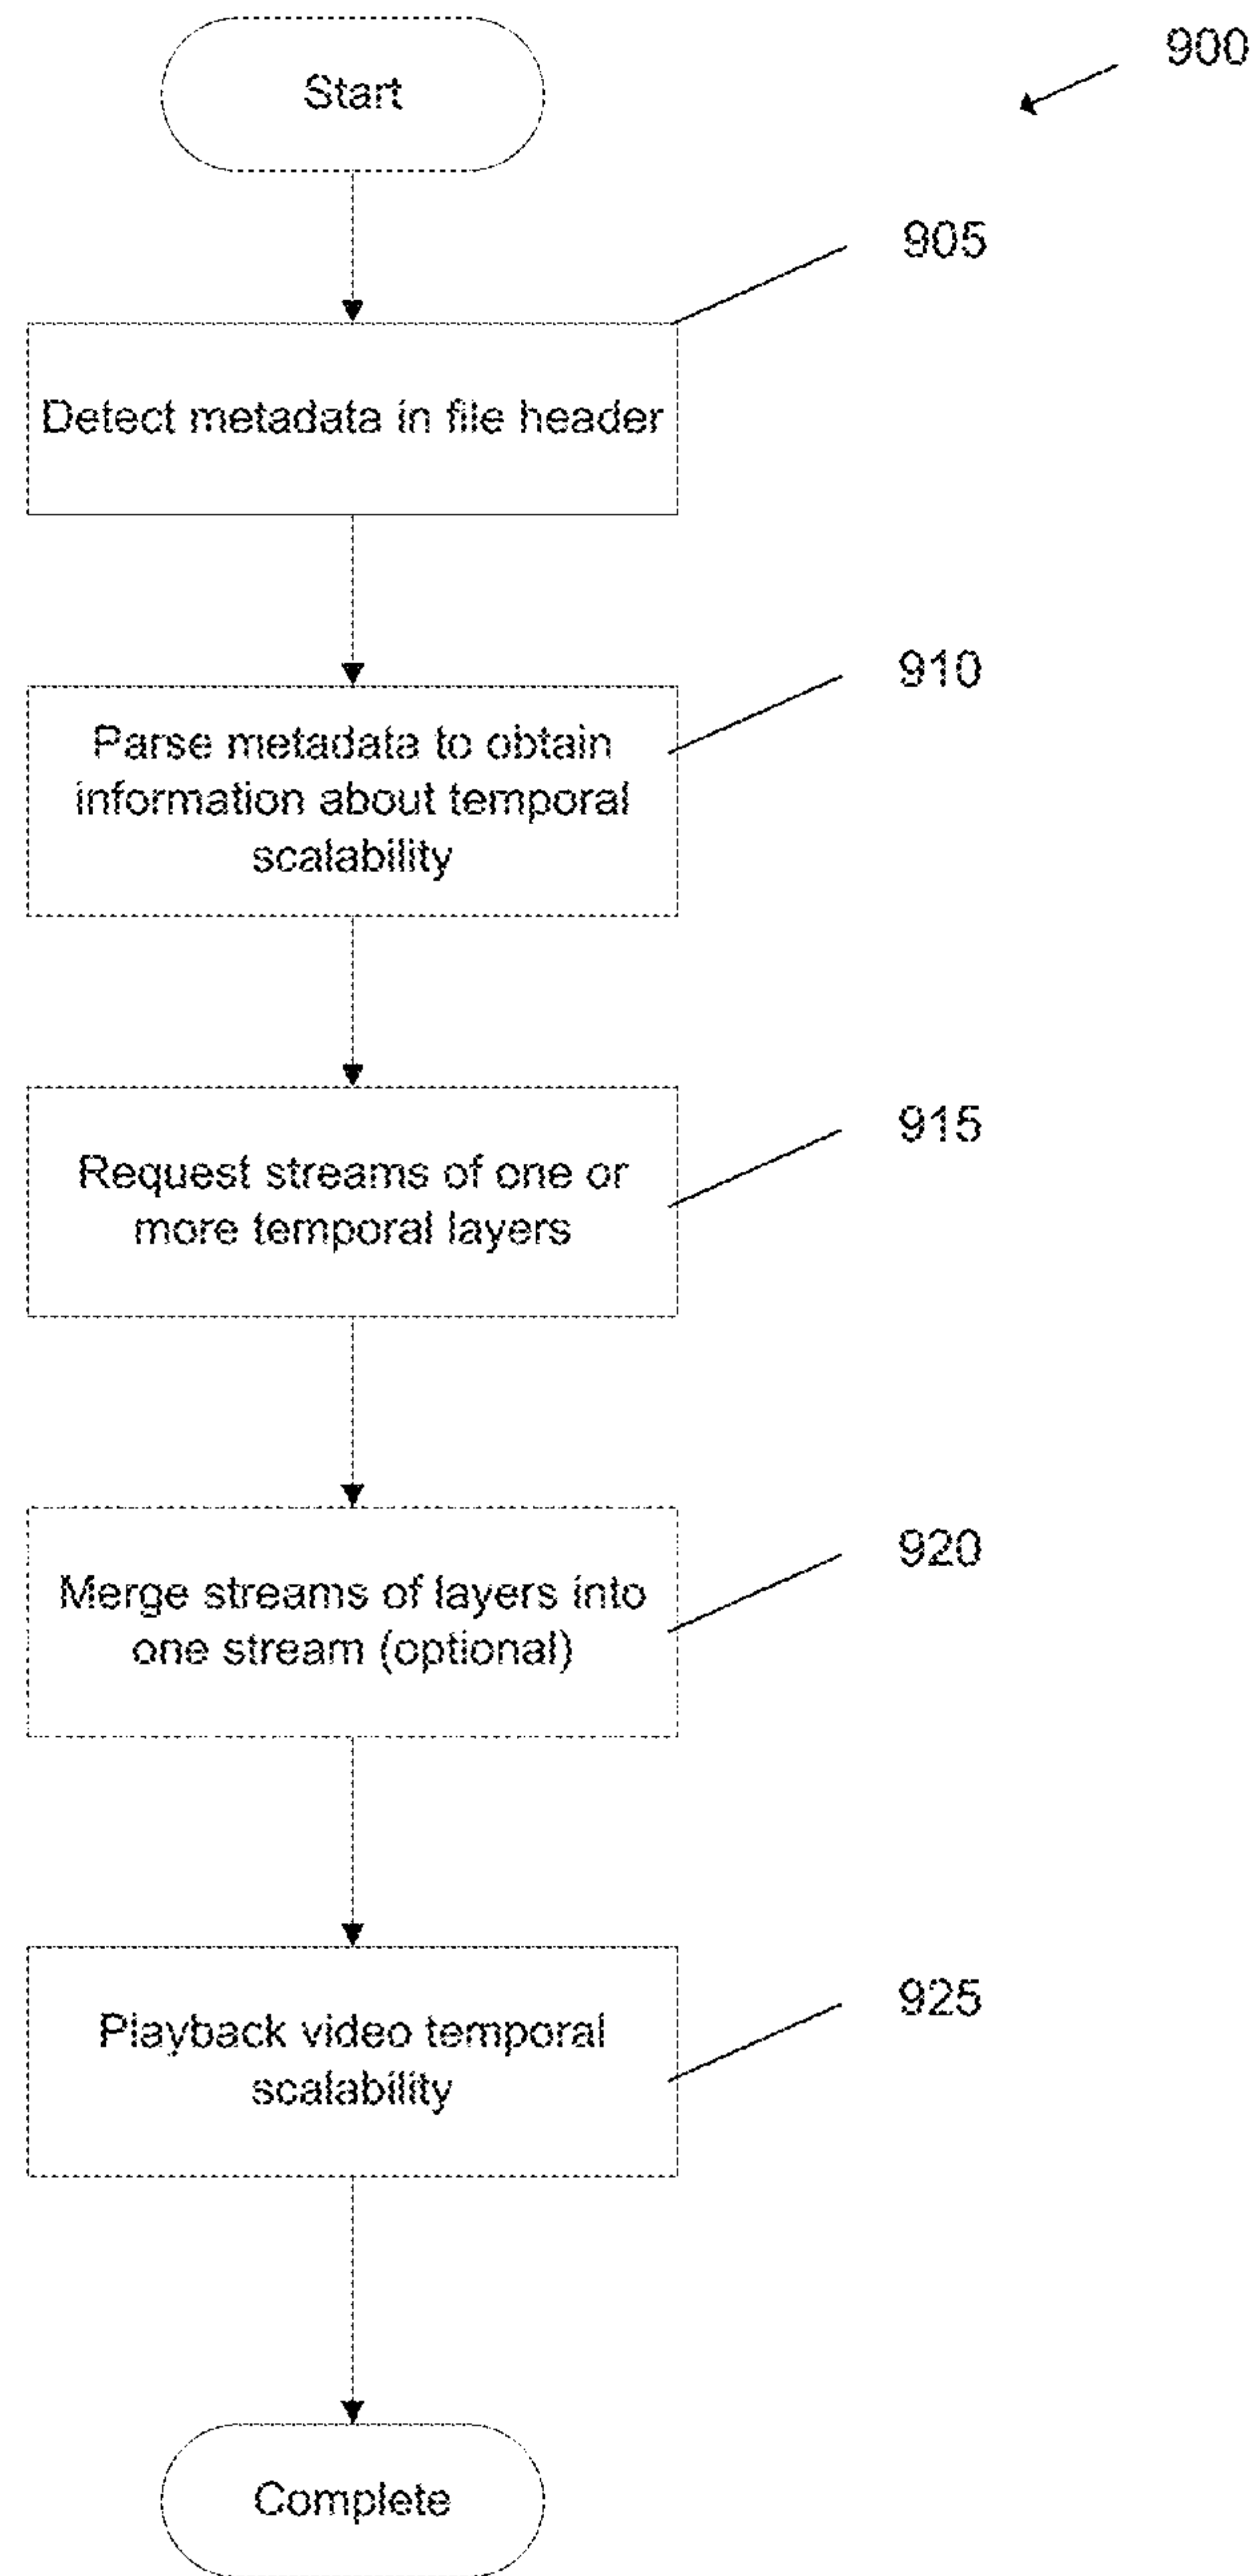 900
Start
905
Detect metadata in file header
910
Parse metadata to obtain
information about temporal
scalability
915
Request streams of one or
more temporal layers
920
Merge streams of layers into
one stream (optional)
925
Playback video temporal
scalability
Complete